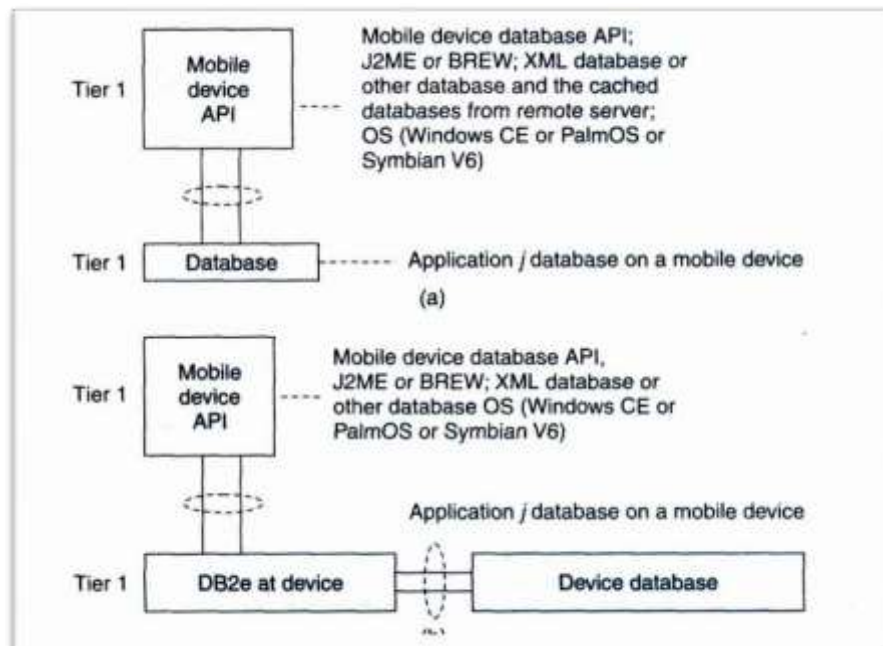 Tier 1
Mobile
device
API
Mobile device database API;
J2ME or BREW; XML database or
other database and the cached
databases from remote server;
OS (Windows CE or PalmOS or
Symbian V6)
Tier 1
Database
Application j database on a mobile device
(a)
Tier 1
Mobile
device
API
Mobile device database API,
J2ME or BREW; XML database or
other database OS (Windows CE or
PalmOS or Symbian V6)
Application j database on a mobile device
Tier 1
DB2e at device
Device database